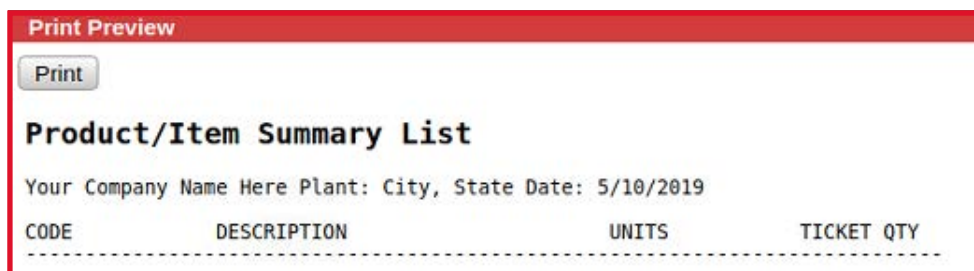 Print Preview
Print
Product/Item Summary List
Your Company Name Here Plant: City, State Date: 5/10/2019
CODE DESCRIPTION UNITS TICKET QTY
-----------------------------------------------------------------------------